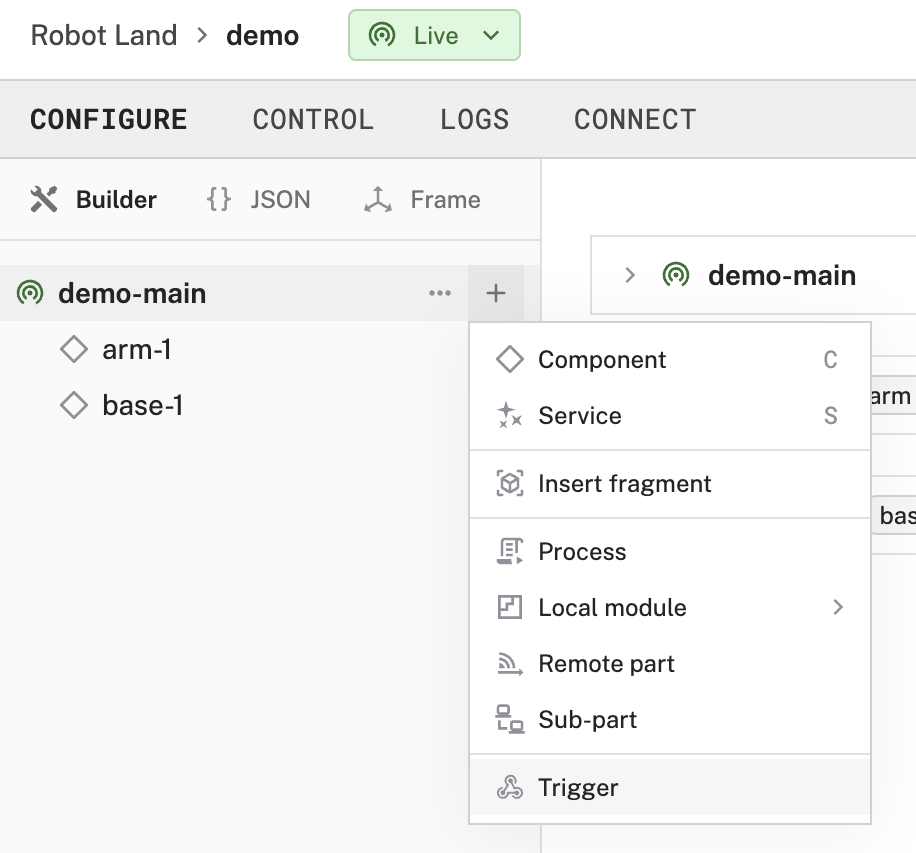 Robot Land > demo Live
CONFIGURE CONTROL LOGS CONNECT
Builder {} JSON Frame
demo-main ... +
> demo-main
arm-1
base-1
Component C
Service S
arm
Insert fragment
bas
Process
Local module >
Remote part
Sub-part
Trigger